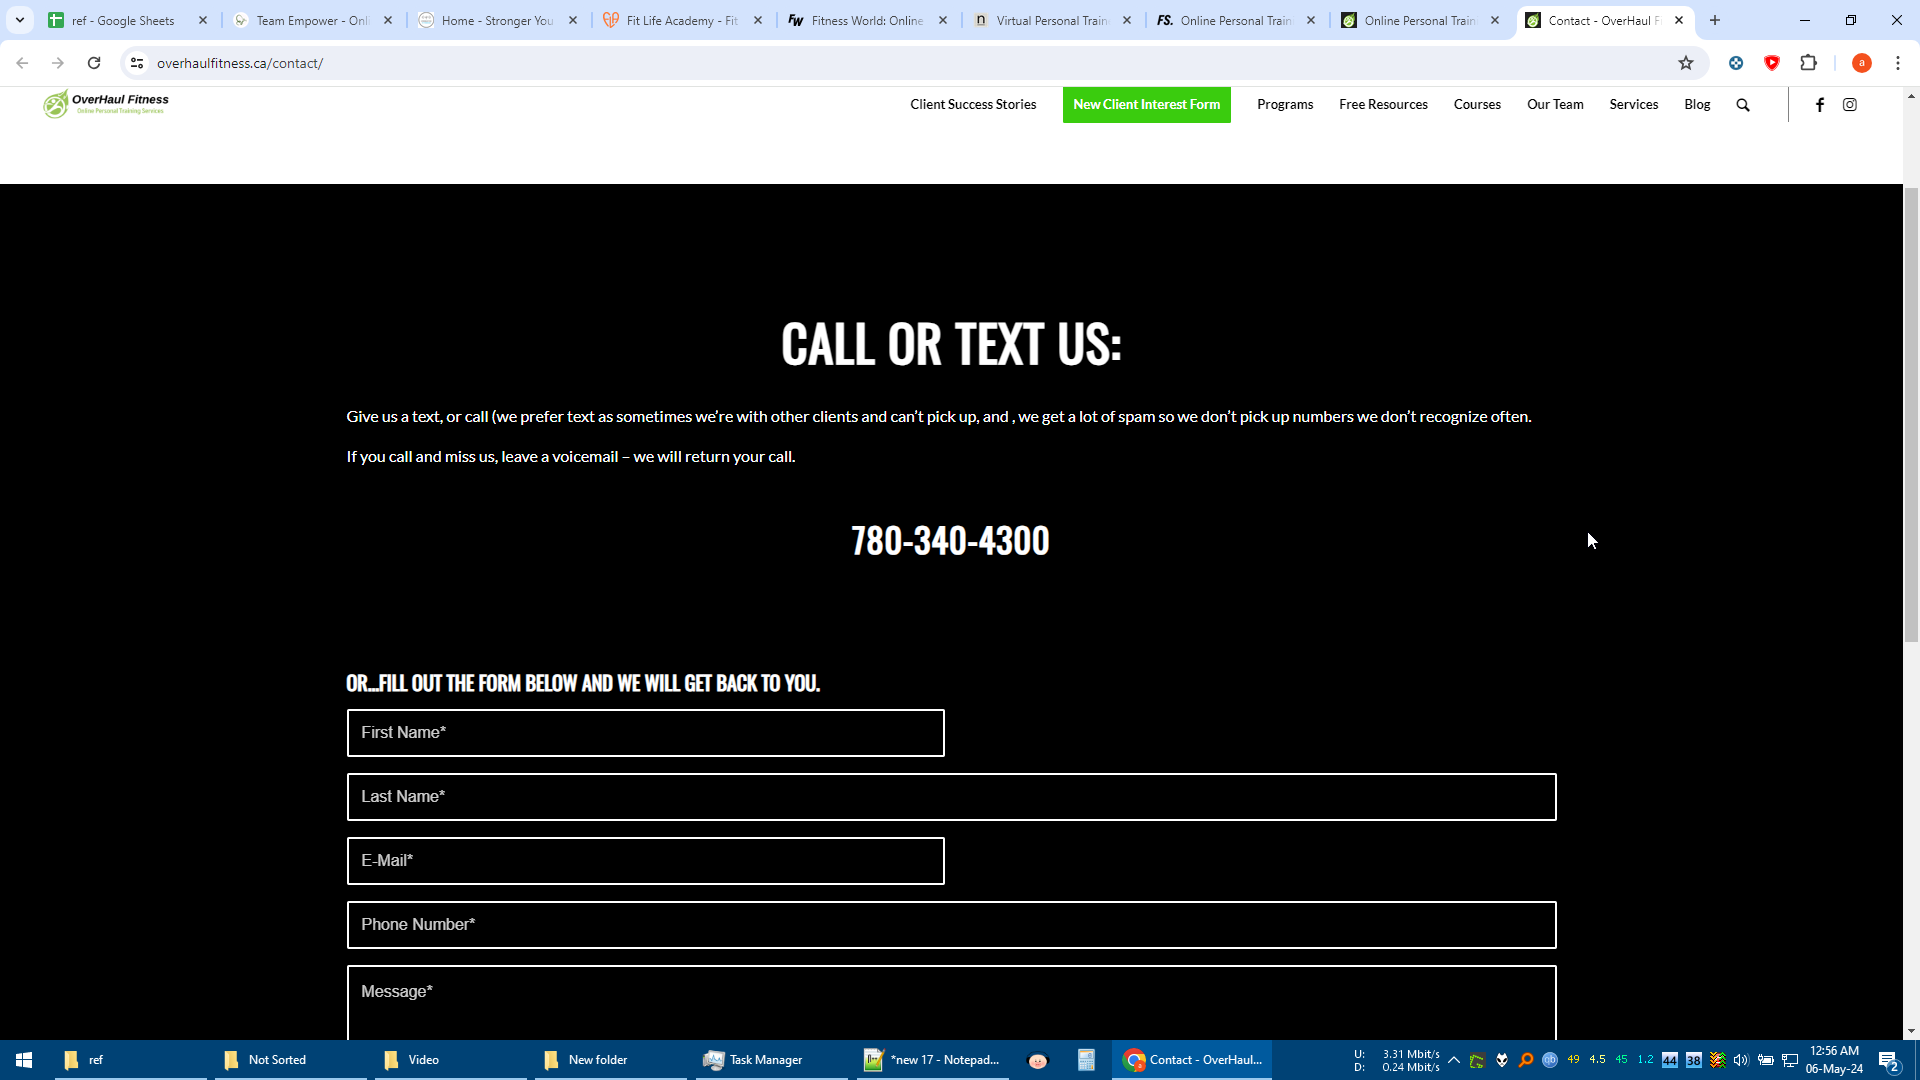 ref - Google Sheets
Team Empower - Onli
Home - Stronger You
Fit Life Academy - Fit
Fw Fitness World: Online
n Virtual Personal Train
FS. Online Personal Train
Online Personal Train
Contact - OverHaul F
overhaulfitness.ca/contact/
a
OverHaul Fitness
Online Personal Training Services
Client Success Stories
New Client Interest Form
Programs
Free Resources
Courses
Our Team
Services
Blog
CALL OR TEXT US:
Give us a text, or call (we prefer text as sometimes we’re with other clients and can’t pick up, and , we get a lot of spam so we don’t pick up numbers we don’t recognize often.
If you call and miss us, leave a voicemail – we will return your call.
780-340-4300
OR…FILL OUT THE FORM BELOW AND WE WILL GET BACK TO YOU.
First Name*
Last Name*
E-Mail*
Phone Number*
Message*
ref
Not Sorted
Video
New folder
Task Manager
*new 17 - Notepad...
Contact - OverHaul...
U: 3.31 Mbit/s
D: 0.24 Mbit/s
49 4.5 45 1.2 44 38
12:56 AM
06-May-24
2